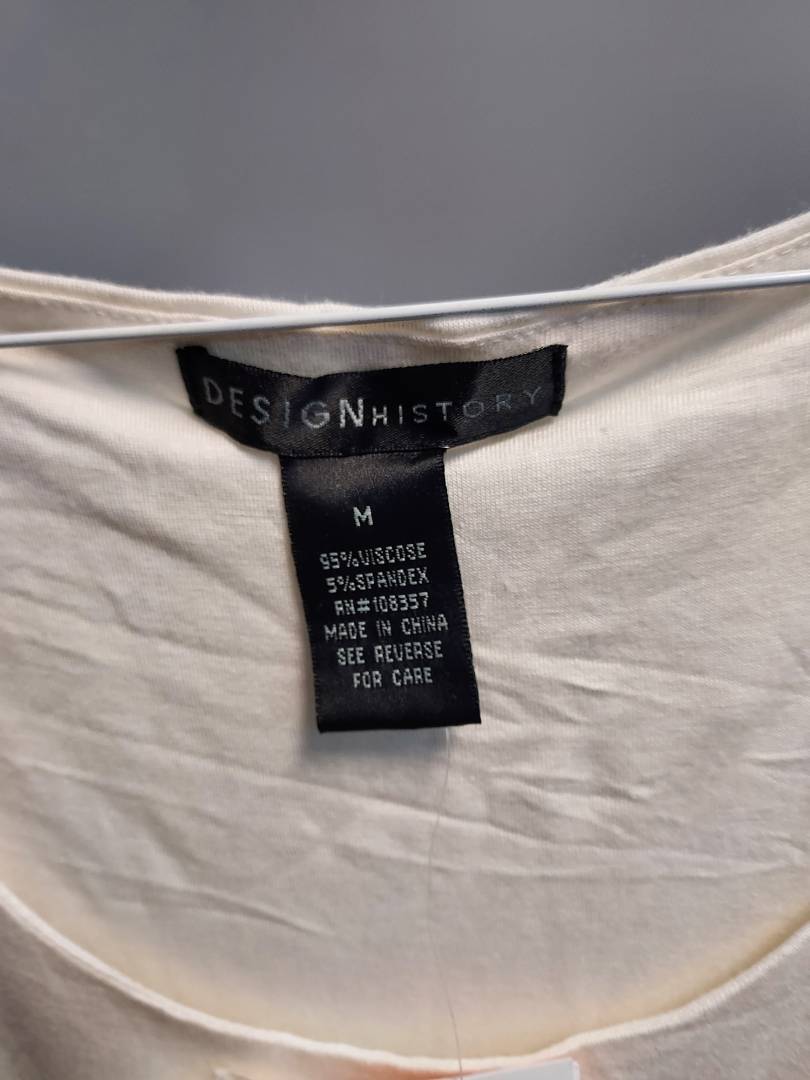 DESIGNHISTORY
M
95%VISCOSE
5%SPANDEX
RN#108357
MADE IN CHINA
SEE REVERSE
FOR CARE